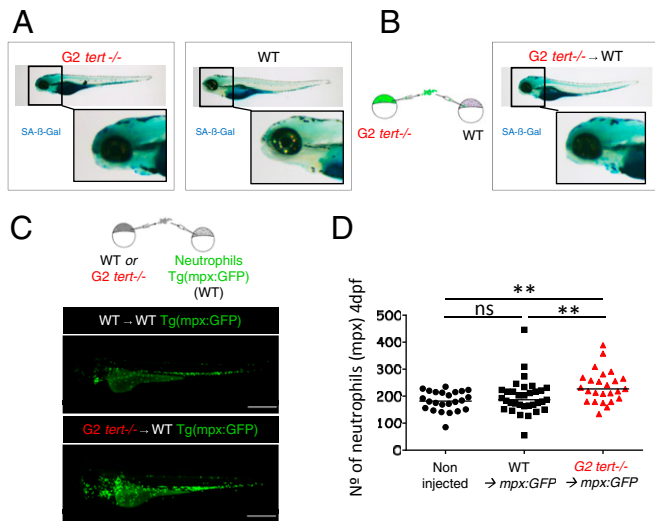 A
G2 tert -/-
SA-ß-Gal
WT
SA-ß-Gal
B
G2 tert-/-
WT
G2 tert-/-→WT
SA-ß-Gal
C
WT or
G2 tert-/-
Neutrophils
Tg(mpx:GFP)
(WT)
WT→WT Tg(mpx:GFP)
G2 tert-/-→WT Tg(mpx:GFP)
D
Nº of neutrophils (mpx) 4dpf
**
ns
**
500
400
300
200
100
0
Non
injected
WT
→ mpx:GFP
G2 tert-/-
→ mpx:GFP